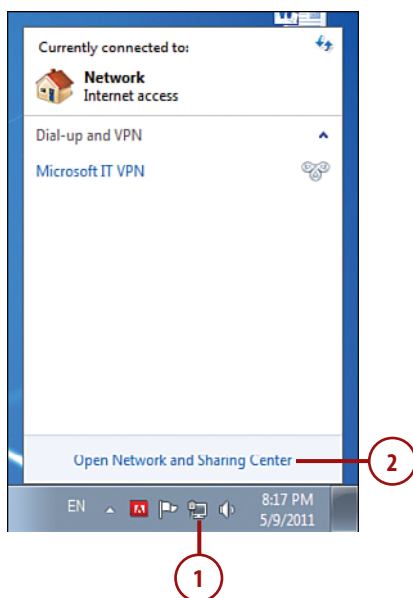 Currently connected to:
Network
Internet access
Dial-up and VPN
Microsoft IT VPN
Open Network and Sharing Center
2
EN
8:17 PM
5/9/2011
1